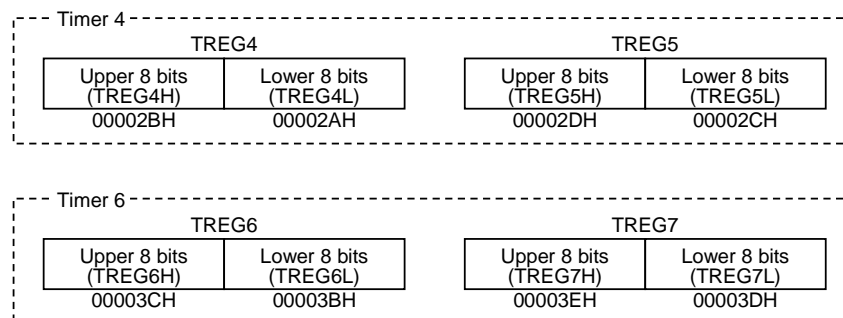 Timer 4
TREG4 TREG5
Upper 8 bits Lower 8 bits Upper 8 bits Lower 8 bits
(TREG4H) (TREG4L) (TREG5H) (TREG5L)
00002BH 00002AH 00002DH 00002CH
Timer 6
TREG6 TREG7
Upper 8 bits Lower 8 bits Upper 8 bits Lower 8 bits
(TREG6H) (TREG6L) (TREG7H) (TREG7L)
00003CH 00003BH 00003EH 00003DH